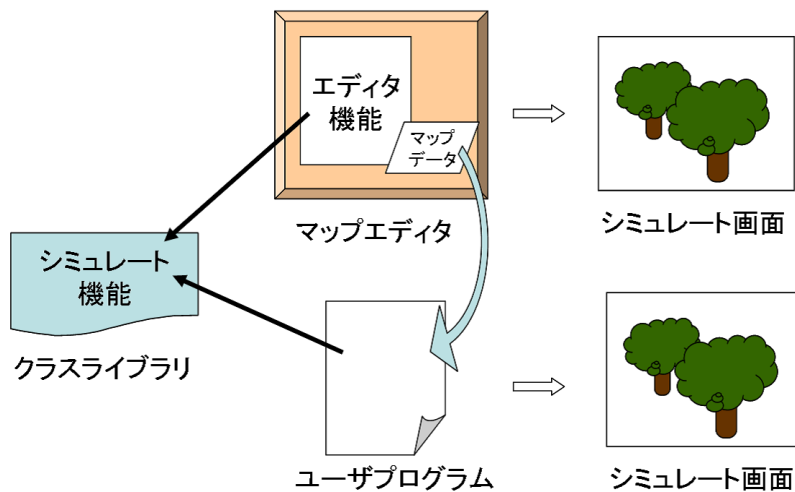 エディタ
機能
マップ
データ
マップエディタ
シミュレート画面
シミュレート
機能
クラスライブラリ
ユーザプログラム
シミュレート画面